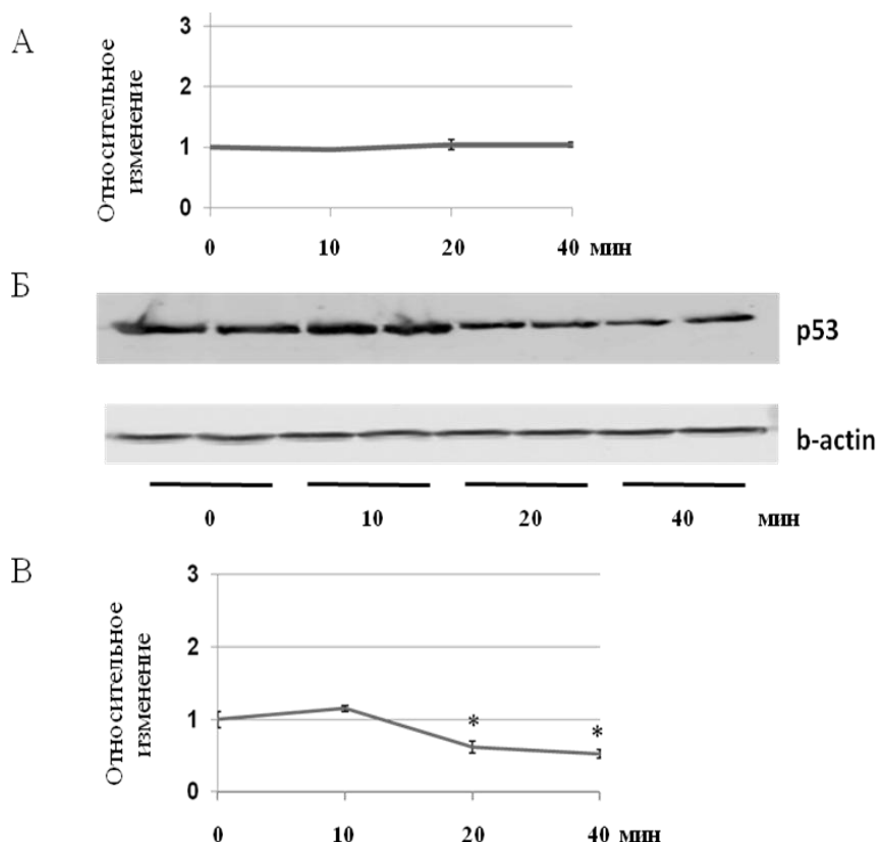 А
Относительное
изменение
3
2
1
0
0 10 20 40 мин
Б
p53
b-actin
0 10 20 40 мин
В
Относительное
изменение
3
2
1
0
*
*
0 10 20 40 мин